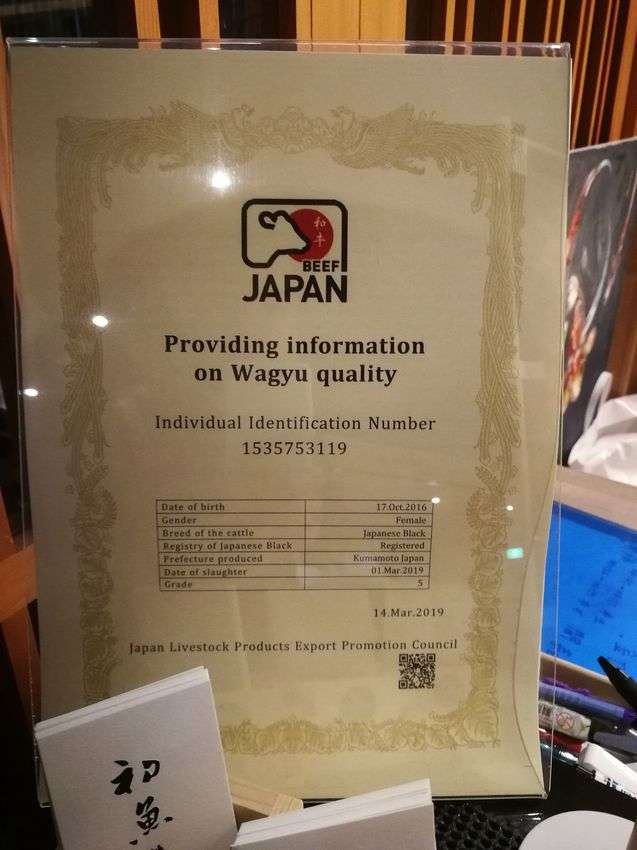 和牛
BEEF
JAPAN
Providing information
on Wagyu quality
Individual Identification Number
1535753119
Date of birth 17.Oct.2016
Gender Female
Breed of the cattle Japanese Black
Registry of Japanese Black Registered
Prefecture produced Kumamoto Japan
Date of slaughter 01.Mar.2019
Grade 5
14.Mar.2019
Japan Livestock Products Export Promotion Council
初魚